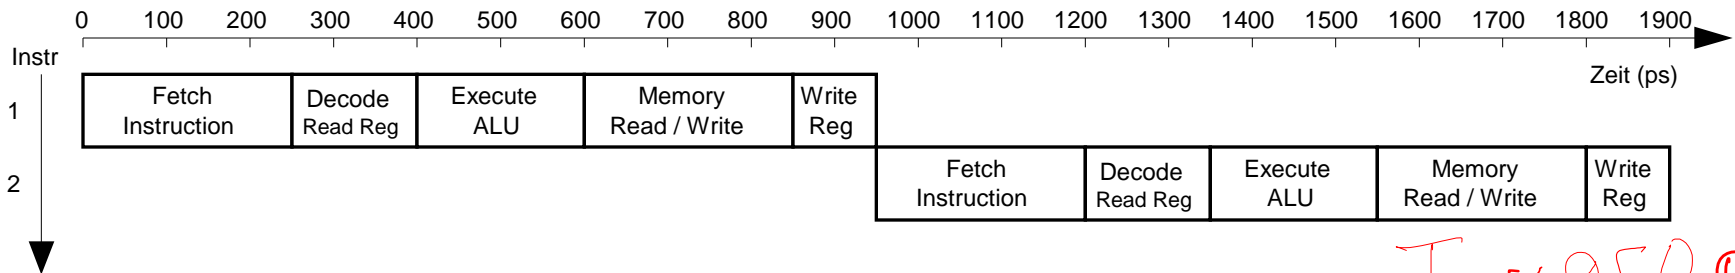 0 100 200 300 400 500 600 700 800 900 1000 1100 1200 1300 1400 1500 1600 1700 1800 1900
Instr
Zeit (ps)
1
Fetch Instruction
Decode Read Reg
Execute ALU
Memory Read / Write
Write Reg
2
Fetch Instruction
Decode Read Reg
Execute ALU
Memory Read / Write
Write Reg
950